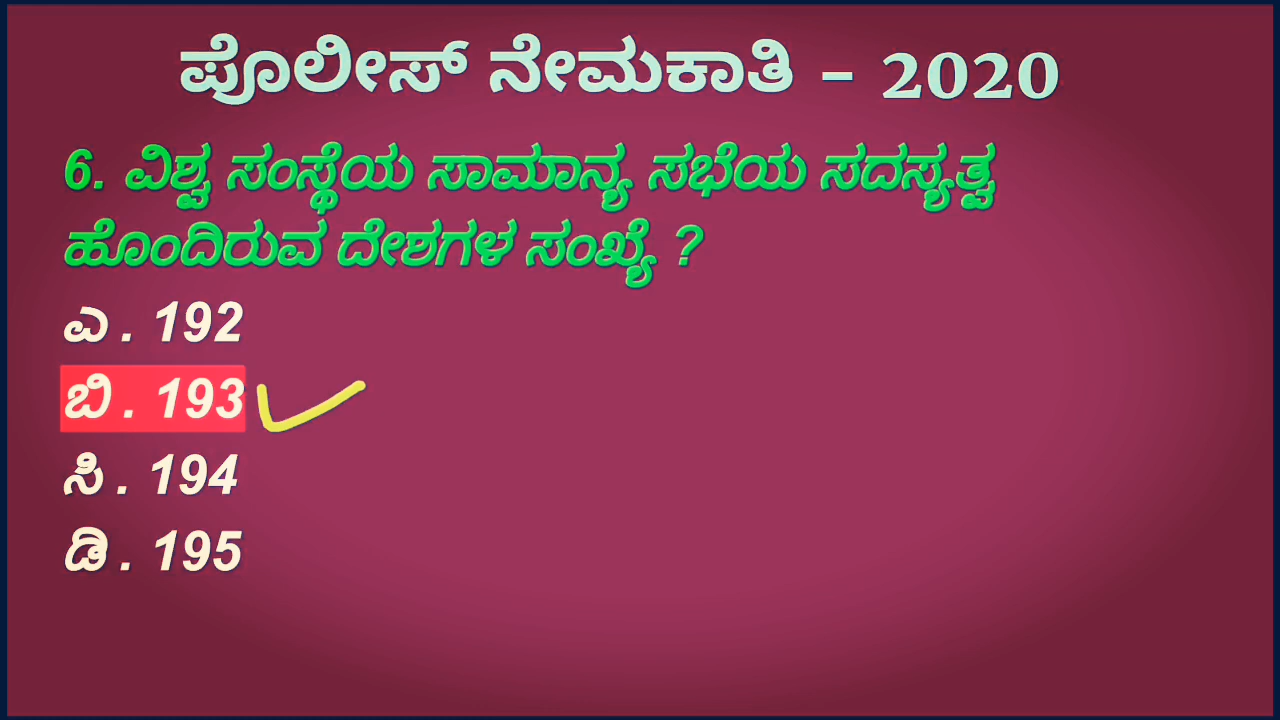 ಪೊಲೀಸ್ ನೇಮಕಾತಿ – 2020
6. ವಿಶ್ವ ಸಂಸ್ಥೆಯ ಸಾಮಾನ್ಯ ಸಭೆಯ ಸದಸ್ಯತ್ವ
ಹೊಂದಿರುವ ದೇಶಗಳ ಸಂಖ್ಯೆ ?
ಎ . 192
ಬಿ . 193
ಸಿ . 194
ಡಿ . 195